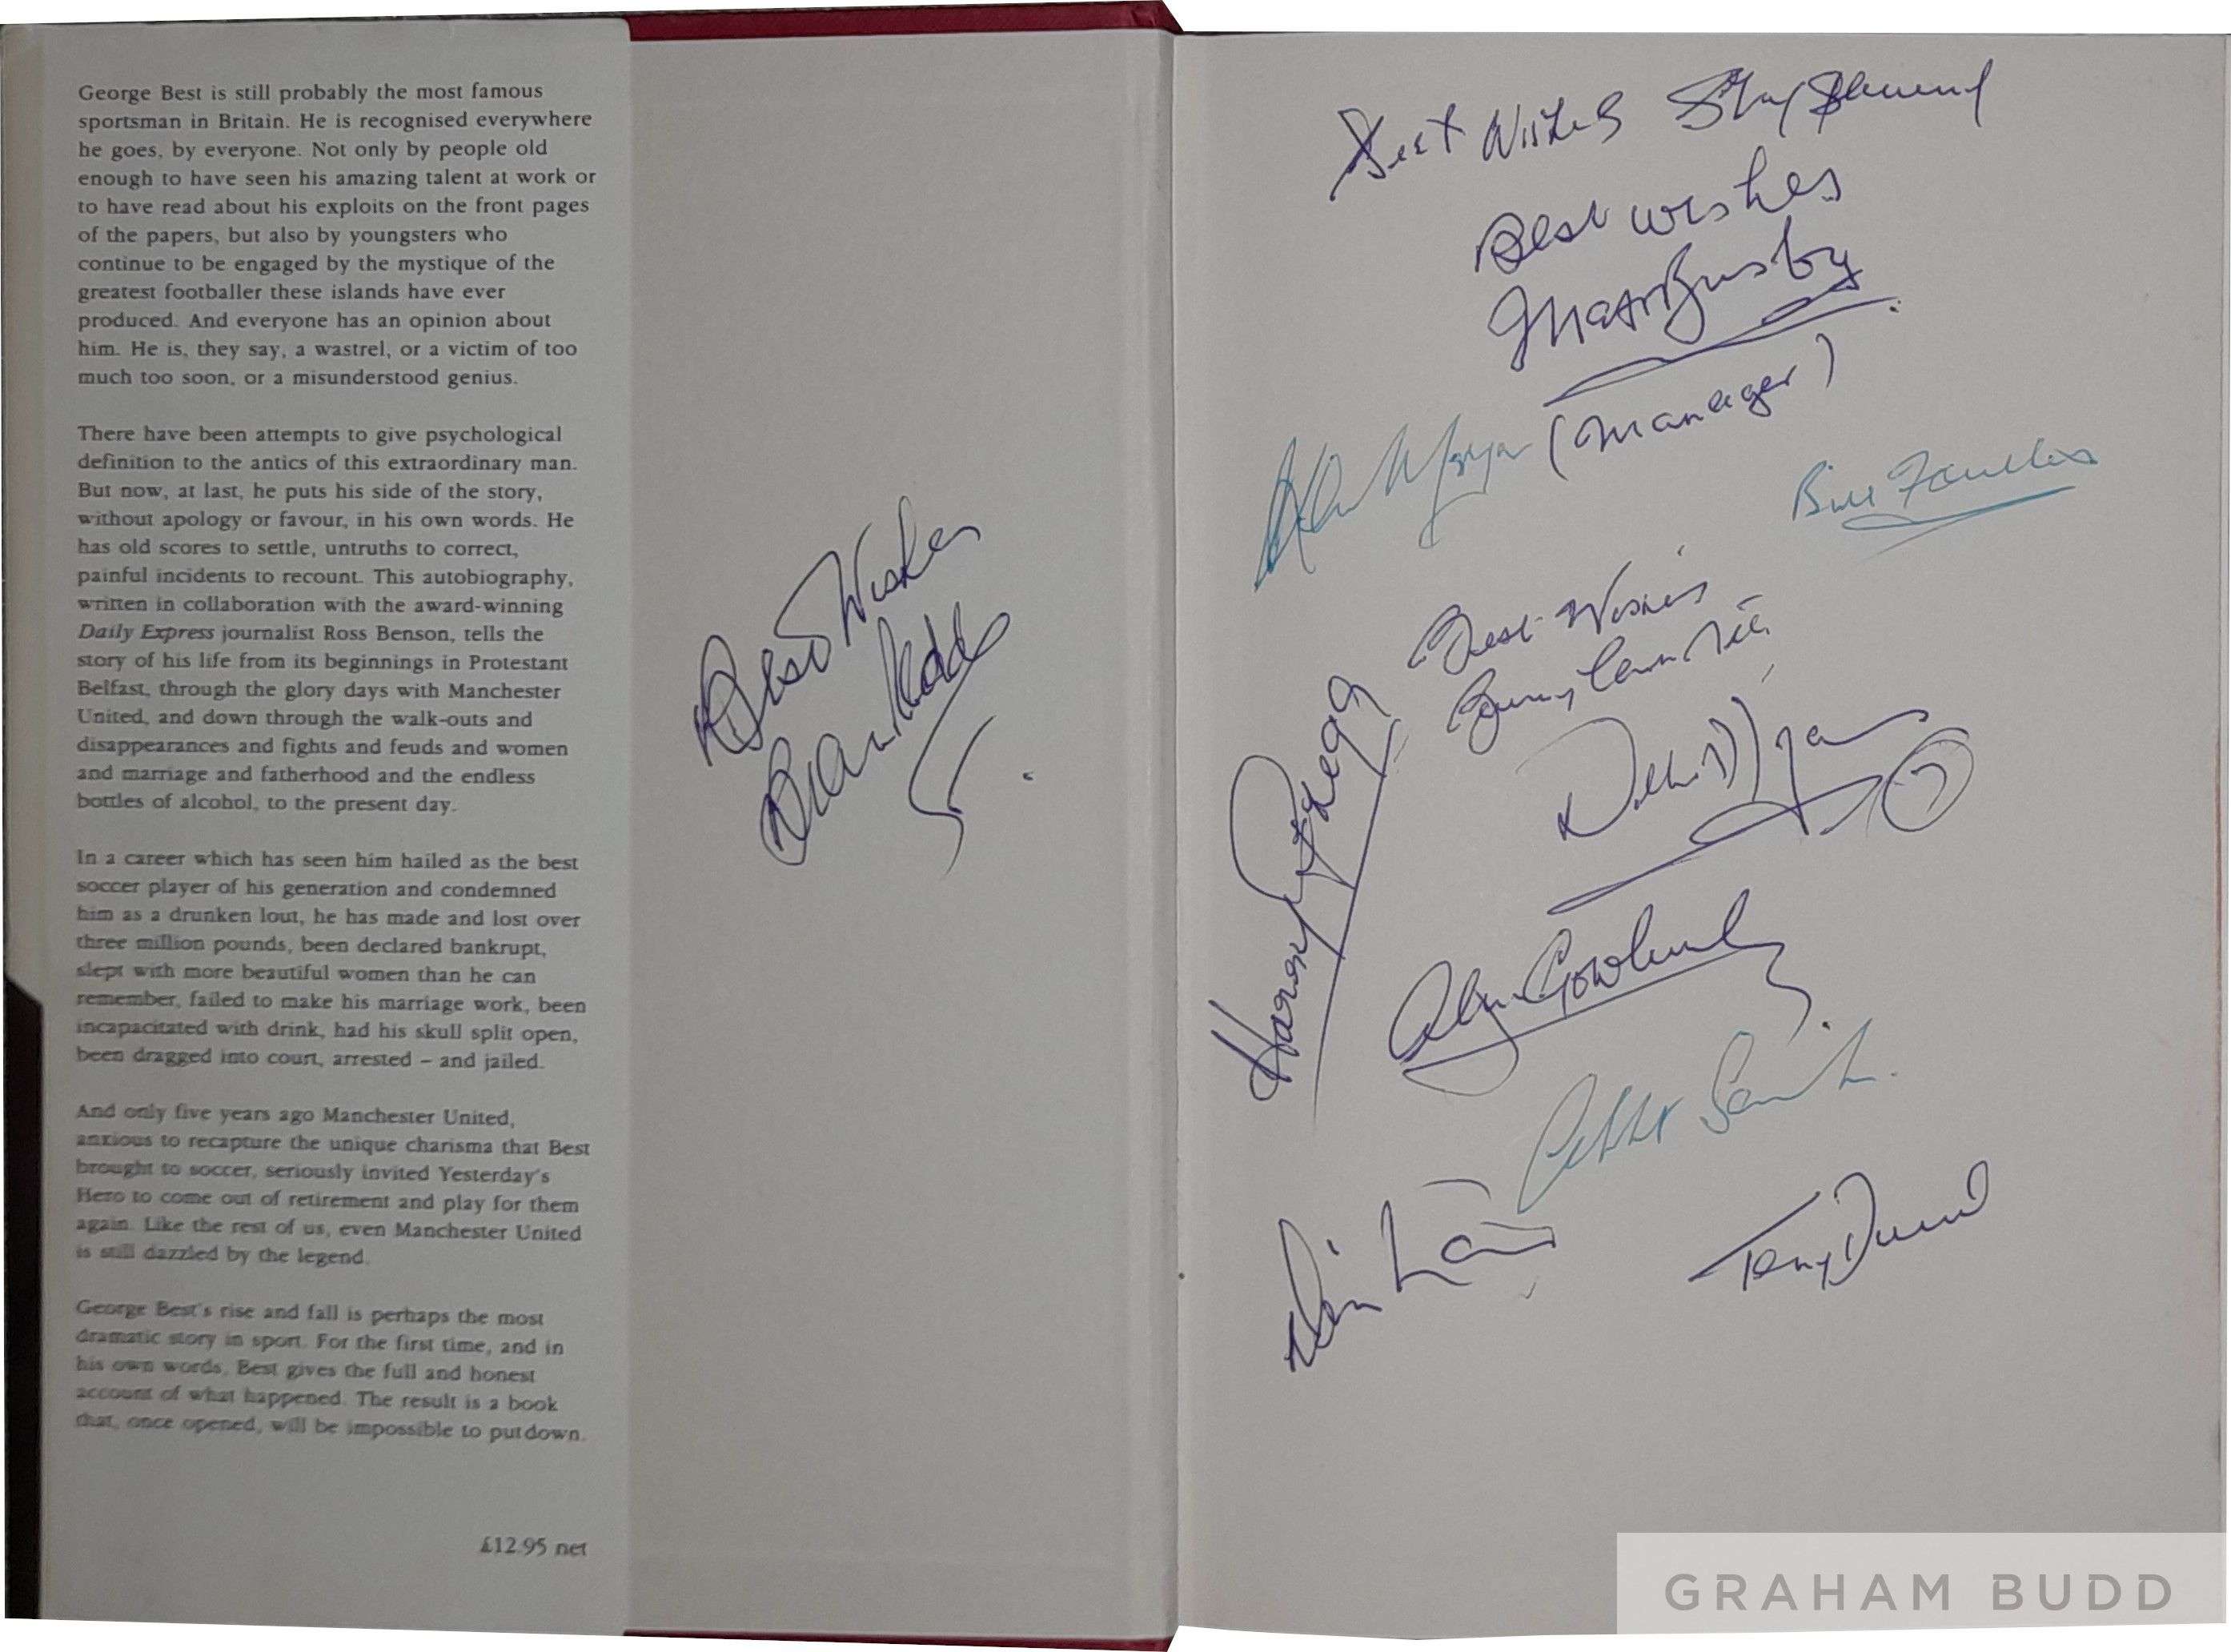 George Best is still probably the most famous
sportsman in Britain. He is recognised everywhere
he goes, by everyone. Not only by people old
enough to have seen his amazing talent at work or
to have read about his exploits on the front pages
of the papers, but also by youngsters who
continue to be engaged by the mystique of the
greatest footballer these islands have ever
produced. And everyone has an opinion about
him. He is, they say, a wastrel, or a victim of too
much too soon, or a misunderstood genius.
There have been attempts to give psychological
definition to the antics of this extraordinary man.
But now, at last, he puts his side of the story,
without apology or favour, in his own words. He
has old scores to settle, untruths to correct,
painful incidents to recount. This autobiography,
written in collaboration with the award-winning
Daily Express journalist Ross Benson, tells the
story of his life from its beginnings in Protestant
Belfast, through the glory days with Manchester
United, and down through the walk-outs and
disappearances and fights and feuds and women
and marriage and fatherhood and the endless
bottles of alcohol, to the present day.
In a career which has seen him hailed as the best
soccer player of his generation and condemned
him as a drunken lout, he has made and lost over
three million pounds, been declared bankrupt,
slept with more beautiful women than he can
remember, failed to make his marriage work, been
incapacitated with drink, had his skull split open,
been dragged into court, arrested – and jailed.
And only five years ago Manchester United,
anxious to recapture the unique charisma that Best
brought to soccer, seriously invited Yesterday's
Hero to come out of retirement and play for them
again. Like the rest of us, even Manchester United
is still dazzled by the legend.
George Best's rise and fall is perhaps the most
dramatic story in sport. For the first time, and in
his own words, Best gives the full and honest
account of what happened. The result is a book
that, once opened, will be impossible to put down.
£12.95 net
Best Wishes
Brian Kidd
Best Wishes
Best wishes
Matt Busby
(Manager)
Bill Foulkes
Best Wishes
Harry Gregg
Alan Gowling
Tony Dunne
GRAHAM BUDD